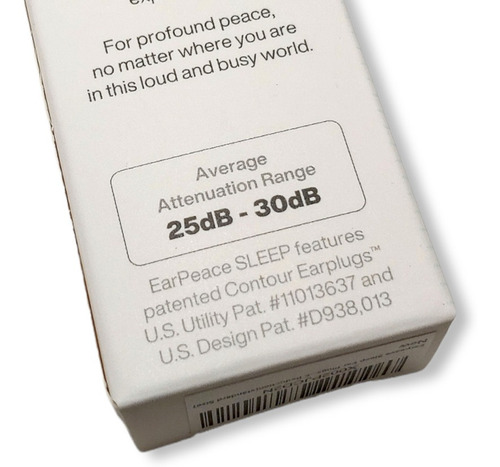 For profound peace,
no matter where you are
in this loud and busy world.
Average
Attenuation Range
25dB - 30dB
EarPeace SLEEP features
patented Contour Earplugs™
U.S. Utility Pat. #11013637 and
U.S. Design Pat. #D938,013